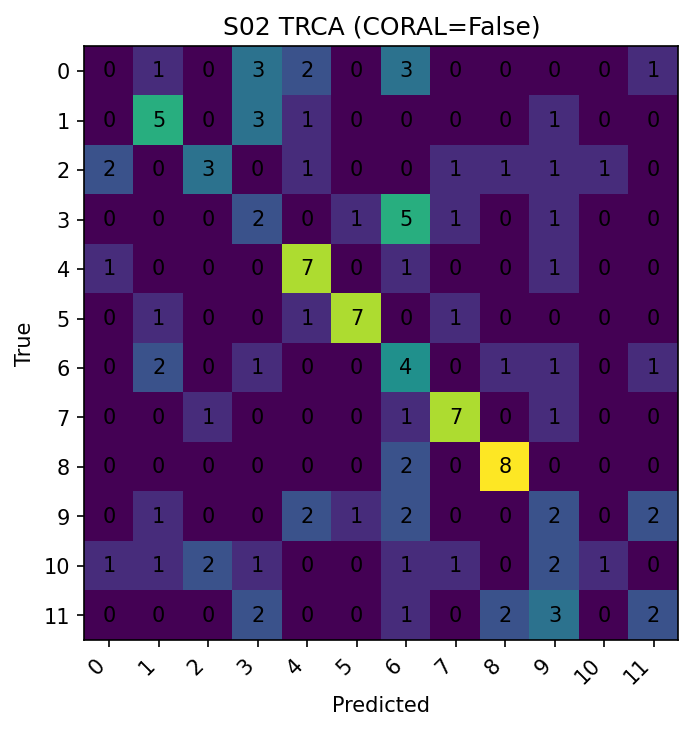 S02 TRCA (CORAL=False)
True
0 0 1 0 3 2 0 3 0 0 0 0 1
1 0 5 0 3 1 0 0 0 0 1 0 0
2 2 0 3 0 1 0 0 1 1 1 1 0
3 0 0 0 2 0 1 5 1 0 1 0 0
4 1 0 0 0 7 0 1 0 0 1 0 0
5 0 1 0 0 1 7 0 1 0 0 0 0
6 0 2 0 1 0 0 4 0 1 1 0 1
7 0 0 1 0 0 0 1 7 0 1 0 0
8 0 0 0 0 0 0 2 0 8 0 0 0
9 0 1 0 0 2 1 2 0 0 2 0 2
10 1 1 2 1 0 0 1 1 0 2 1 0
11 0 0 0 2 0 0 1 0 2 3 0 2
0 1 2 3 4 5 6 7 8 9 10 11
Predicted